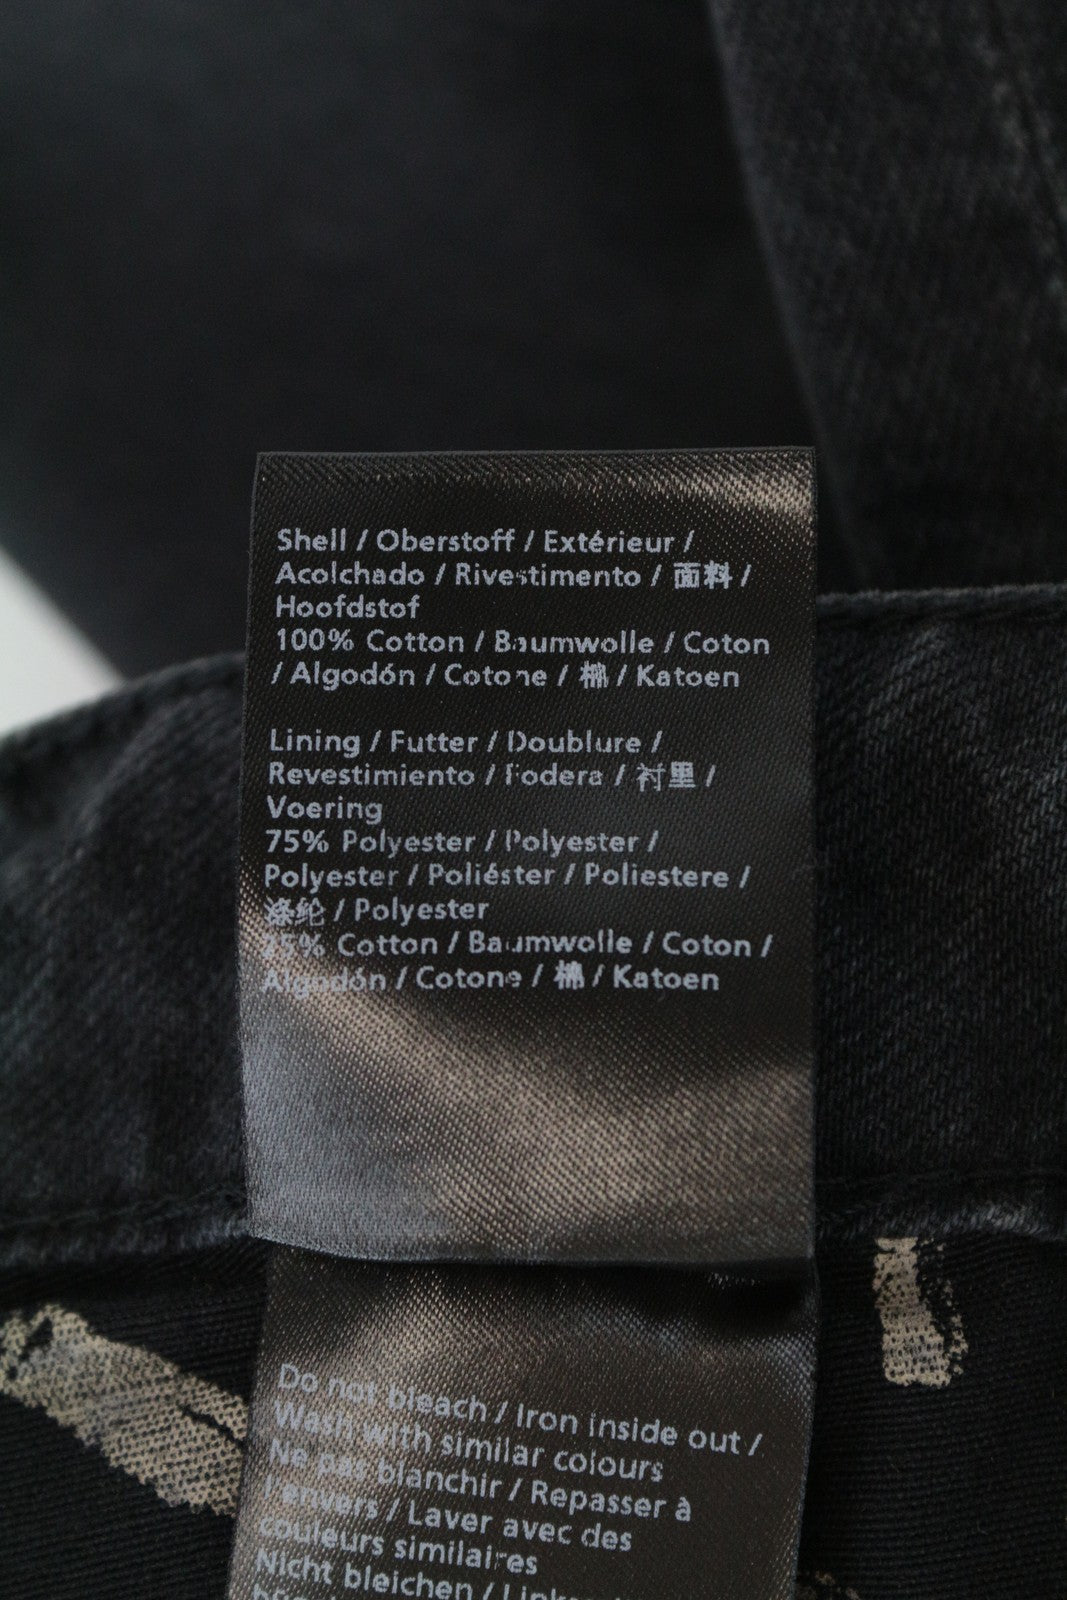 Shell / Oberstoff / Extérieur /
Acolchado / Rivestimento / 面料 /
Hoofdstof
100% Cotton / Baumwolle / Coton
/ Algodón / Cotone / 棉 / Katoen
Lining / Futter / Doublure /
Revestimiento / Fodera / 衬里 /
Voering
75% Polyester / Polyester /
Polyester / Poliéster / Poliestere /
涤纶 / Polyester
25% Cotton / Baumwolle / Coton /
Algodón / Cotone / 棉 / Katoen
Do not bleach / Iron inside out /
Wash with similar colours
Ne pas blanchir / Repasser à
l'envers / Laver avec des
couleurs similaires
Nicht bleichen /